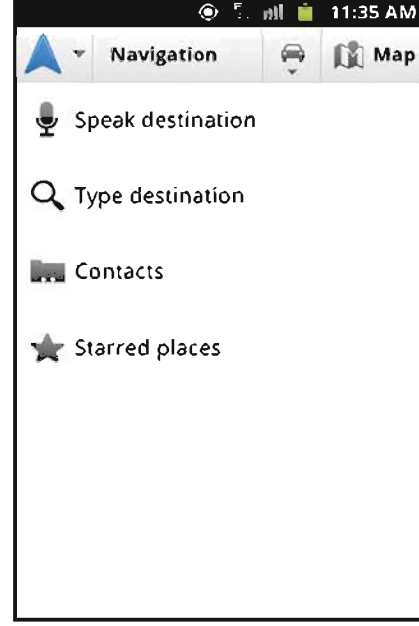 11:35 AM
Navigation Map
Speak destination
Type destination
Contacts
Starred places